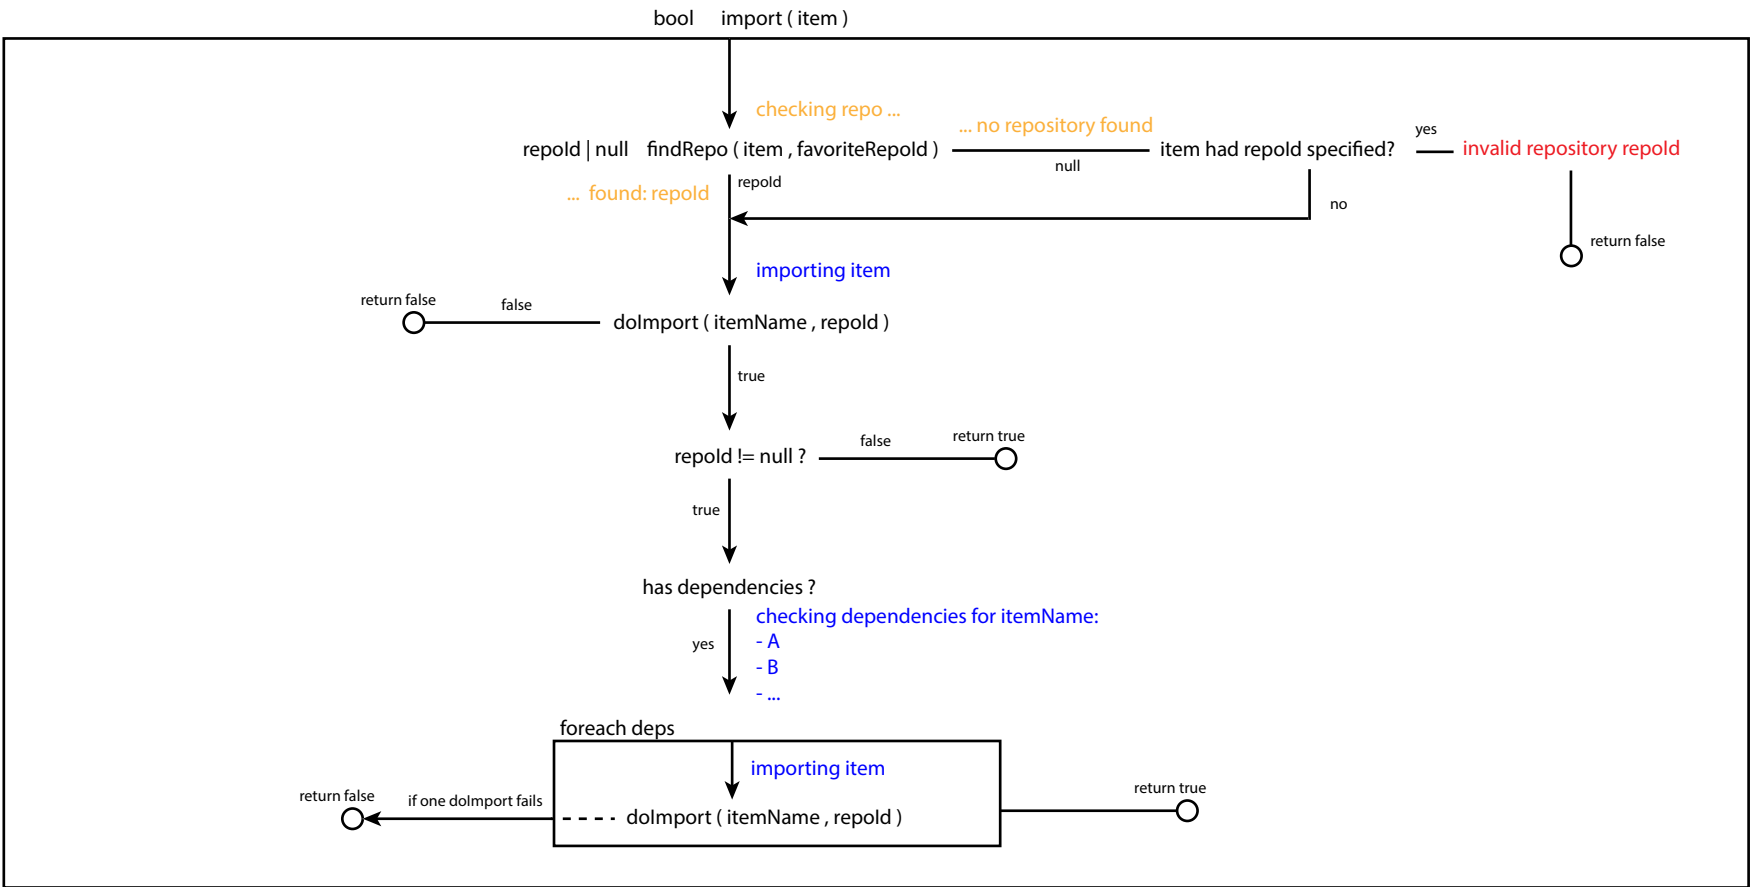 bool import ( item )
checking repo ...
... no repository found
yes
repoId | null findRepo ( item , favoriteRepoId )
null
item had repoId specified?
invalid repository repoId
repoId
... found: repoId
no
return false
importing item
return false
false
doImport ( itemName , repoId )
true
repoId != null ?
false
return true
true
has dependencies ?
checking dependencies for itemName:
yes
- A
- B
- ...
foreach deps
importing item
return false
if one doImport fails
doImport ( itemName , repoId )
return true